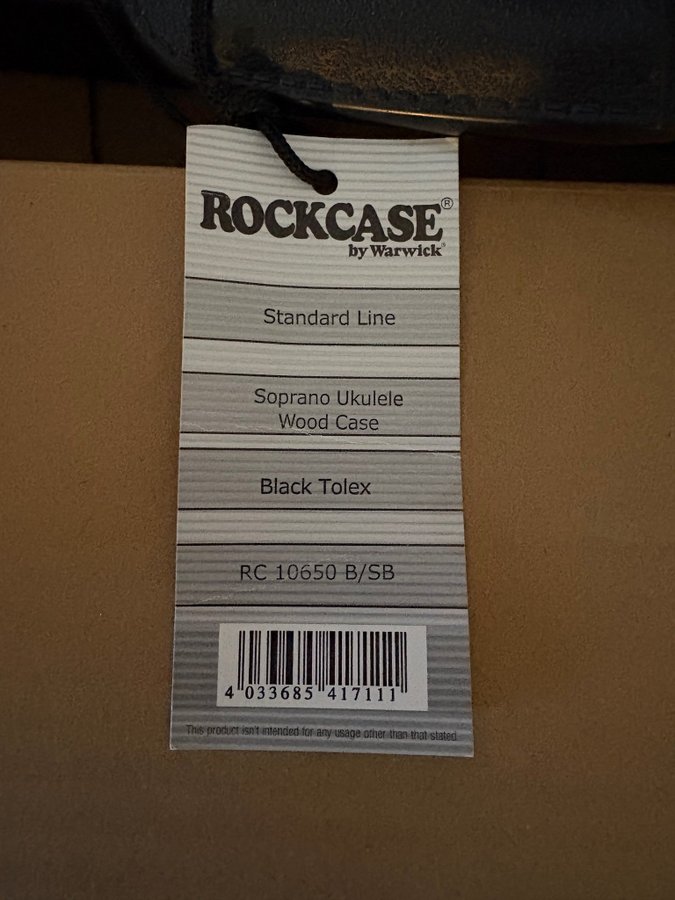 ROCKCASE®
by Warwick®
Standard Line
Soprano Ukulele
Wood Case
Black Tolex
RC 10650 B/SB
4 033685 417111
This product isn't intended for any usage other than that stated